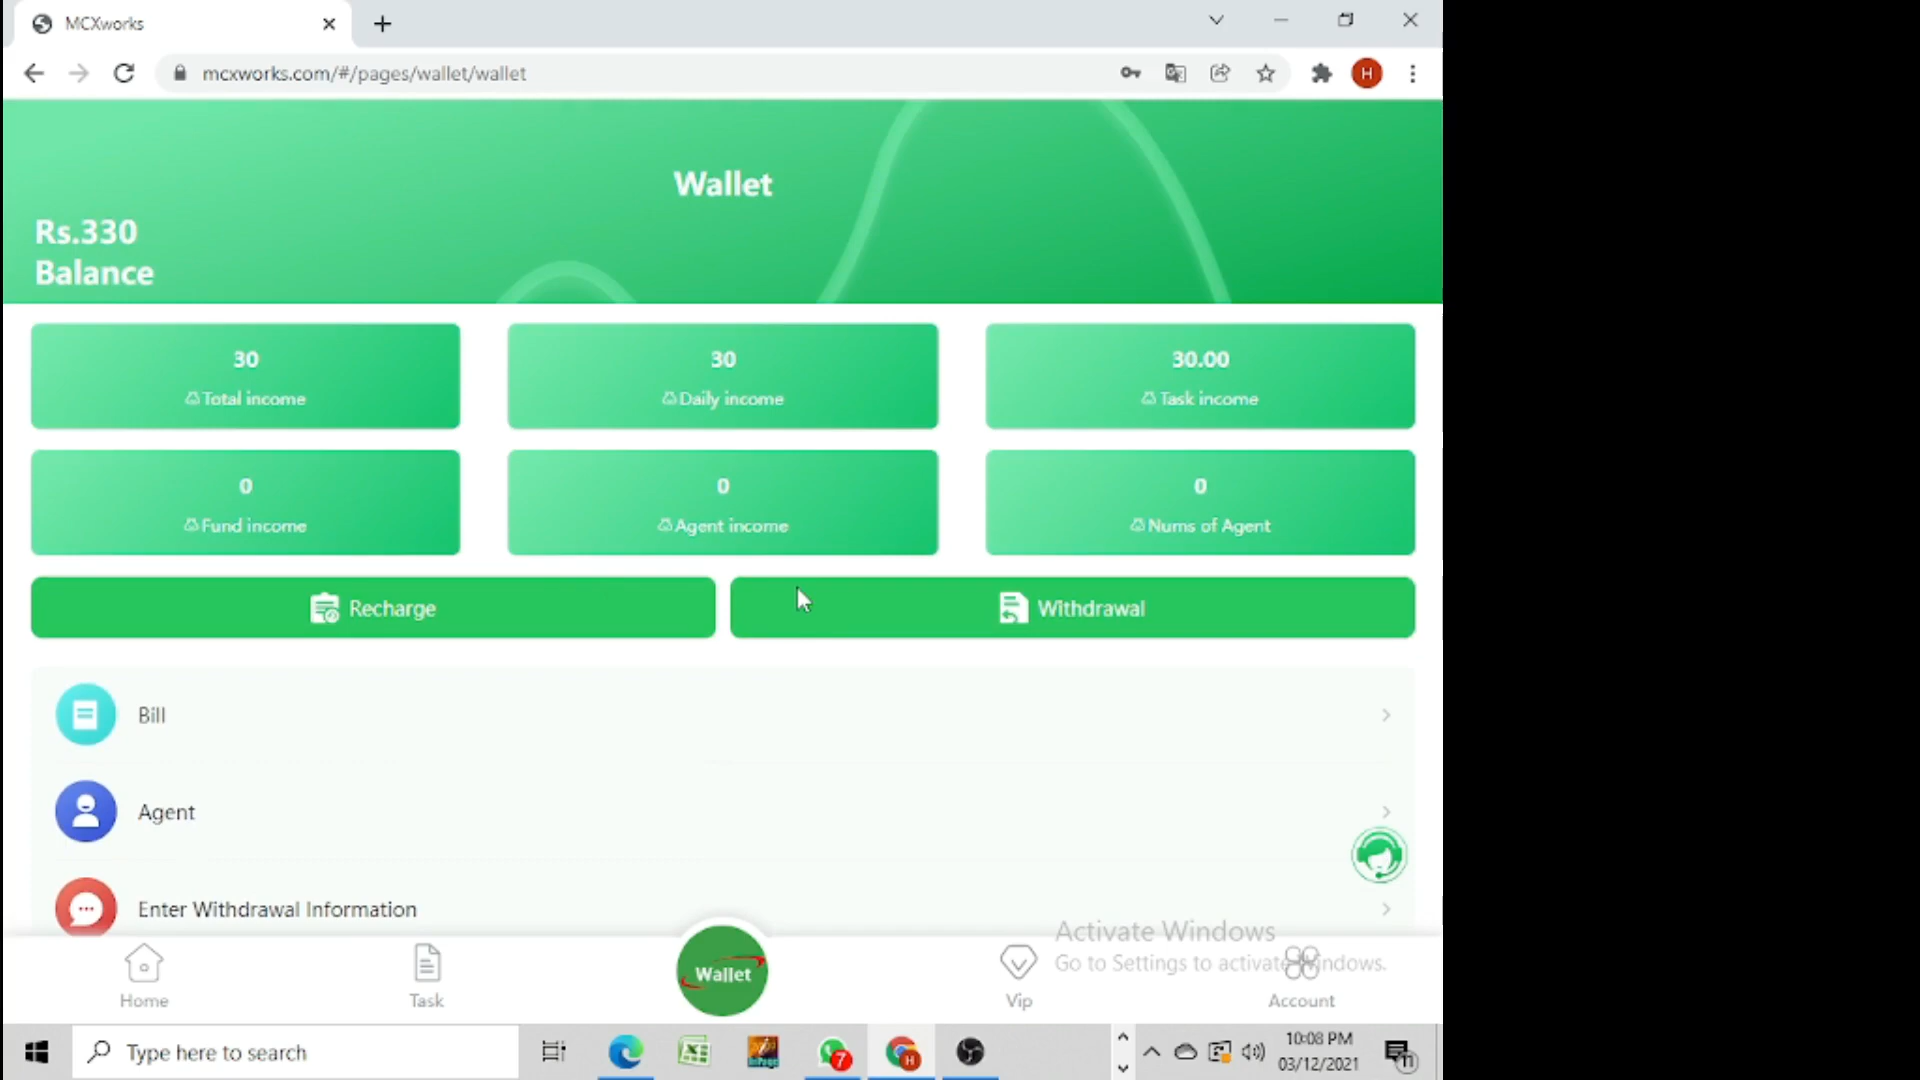 MCXworks
mcxworks.com/#/pages/wallet/wallet
H
Wallet
Rs.330
Balance
30
Total income
30
Daily income
30.00
Task income
0
Fund income
0
Agent income
0
Nums of Agent
Recharge
Withdrawal
Bill
Agent
Enter Withdrawal Information
Activate Windows
Go to Settings to activate Windows.
Home
Task
Wallet
Vip
Account
Type here to search
7
H
10:08 PM
03/12/2021
11